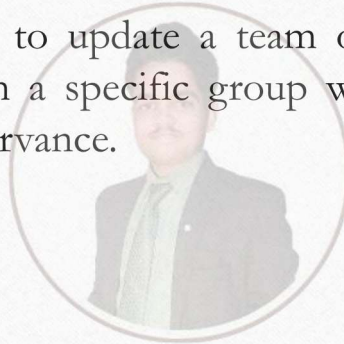 to update a team
a specific group
rvance.